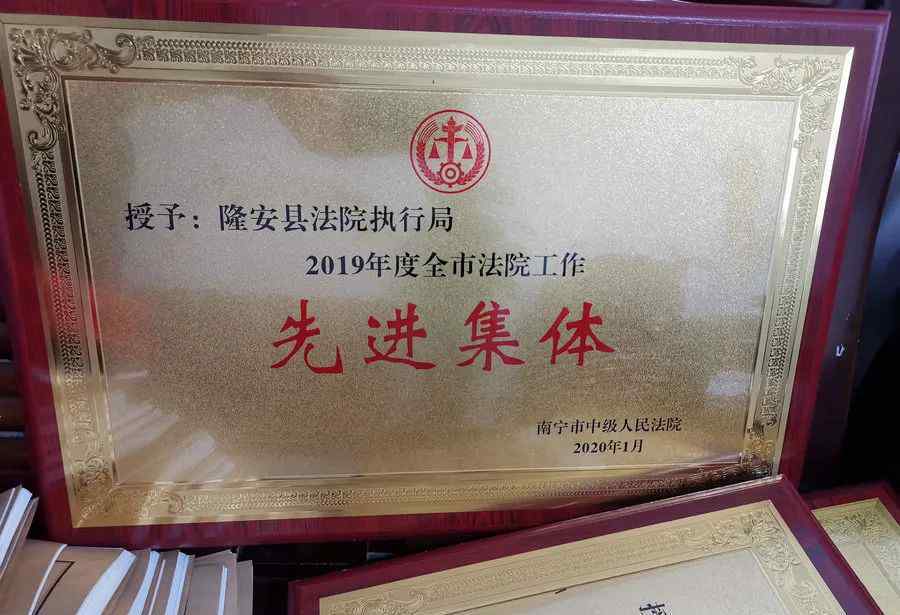 授予：隆安县法院执行局
2019年度全市法院工作
先进集体
南宁市中级人民法院
2020年1月